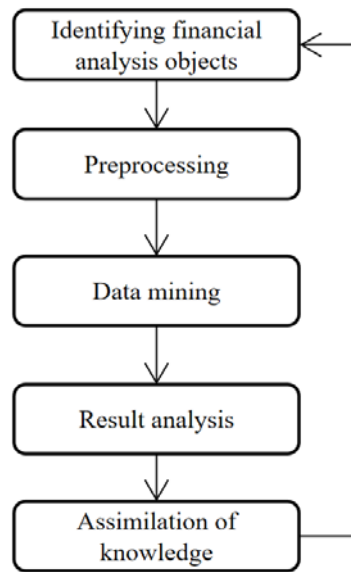 Identifying financial
analysis objects
Preprocessing
Data mining
Result analysis
Assimilation of
knowledge